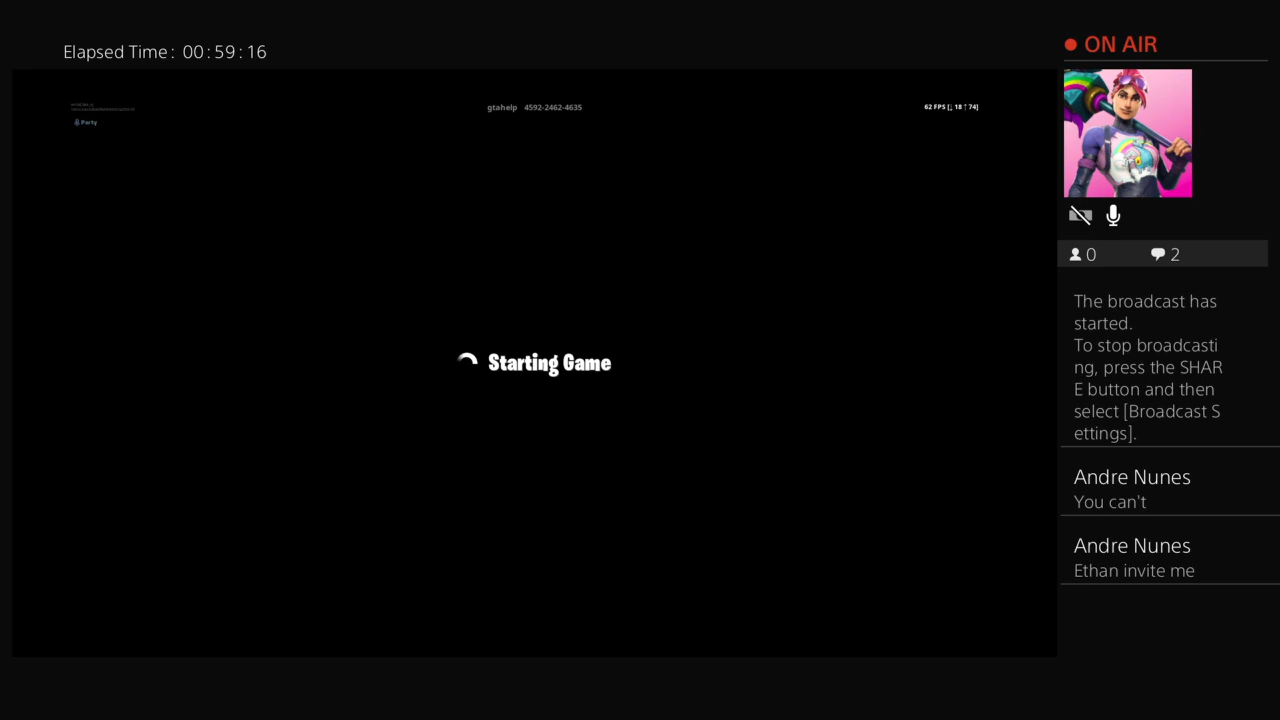 Elapsed Time: 00:59:16
ON AIR
Party
gtahelp 4592-2462-4635
62 FPS [↓ 18 ↑ 74]
Starting Game
0 2
The broadcast has
started.
To stop broadcasti
ng, press the SHAR
E button and then
select [Broadcast S
ettings].
Andre Nunes
You can't
Andre Nunes
Ethan invite me